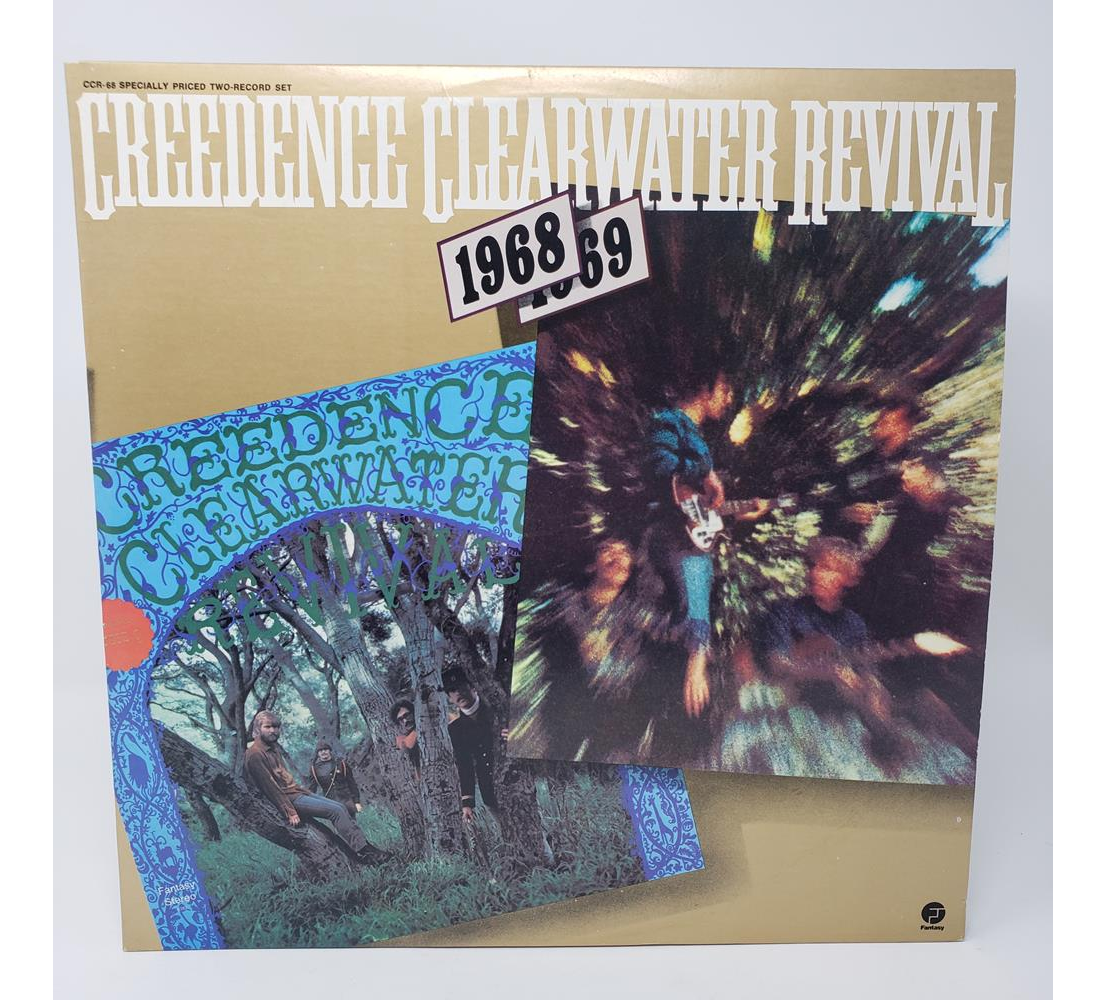 CCR-68 SPECIALLY PRICED TWO-RECORD SET
CREEDENCE CLEARWATER REVIVAL
1968
1969
CREEDENCE
CLEARWATER
REVIVAL
Fantasy
Stereo
D
Fantasy